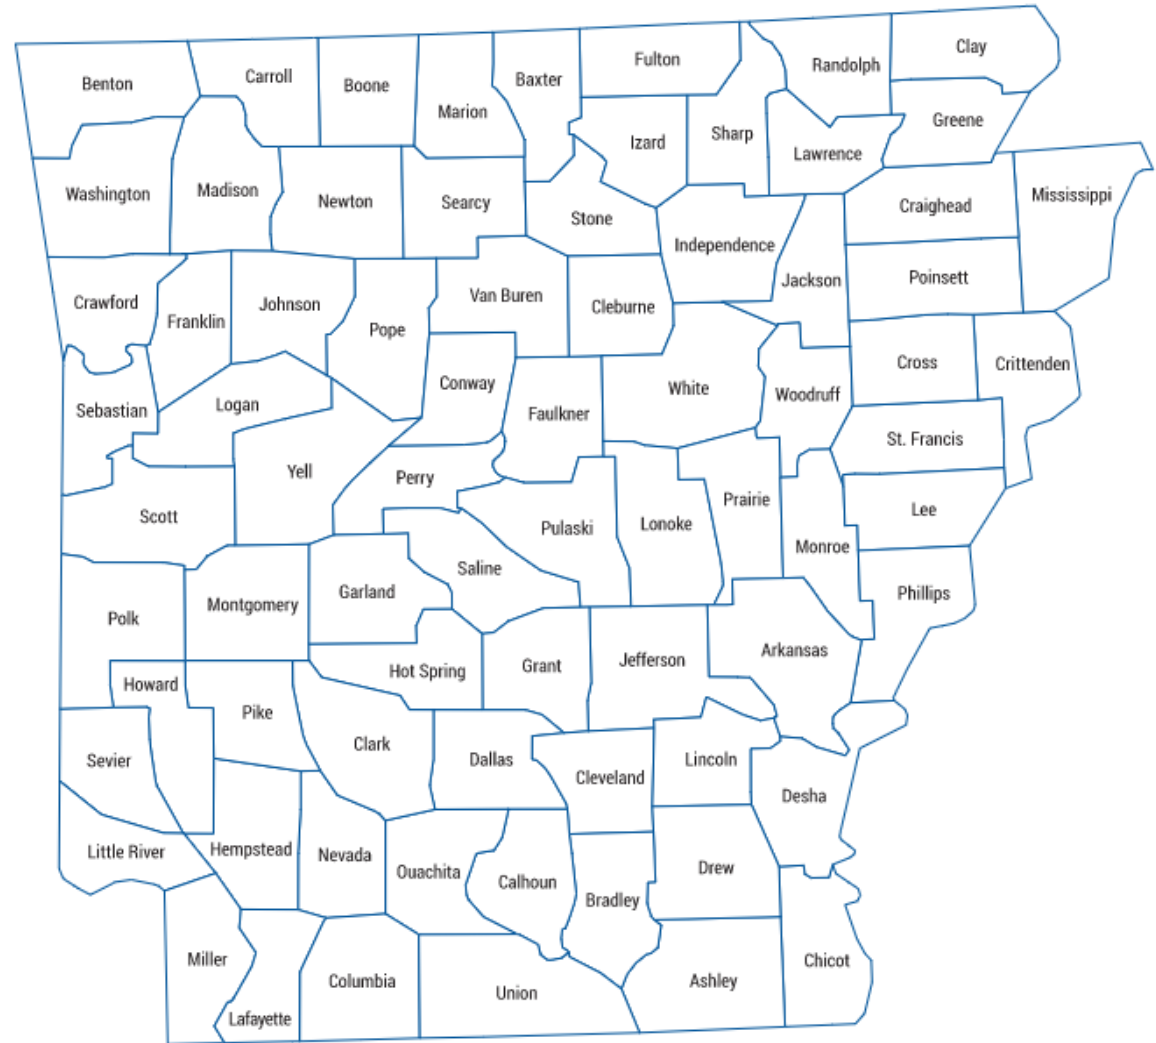 Benton
Carroll
Boone
Marion
Baxter
Fulton
Randolph
Clay
Izard
Sharp
Lawrence
Greene
Washington
Madison
Newton
Searcy
Stone
Independence
Craighead
Mississippi
Jackson
Poinsett
Crawford
Franklin
Johnson
Pope
Van Buren
Cleburne
Conway
White
Woodruff
Cross
Crittenden
Sebastian
Logan
Faulkner
St. Francis
Yell
Perry
Scott
Pulaski
Lonoke
Prairie
Lee
Monroe
Saline
Garland
Phillips
Polk
Montgomery
Arkansas
Hot Spring
Grant
Jefferson
Howard
Pike
Clark
Sevier
Dallas
Cleveland
Lincoln
Desha
Little River
Hempstead
Nevada
Ouachita
Calhoun
Bradley
Drew
Miller
Lafayette
Columbia
Union
Ashley
Chicot